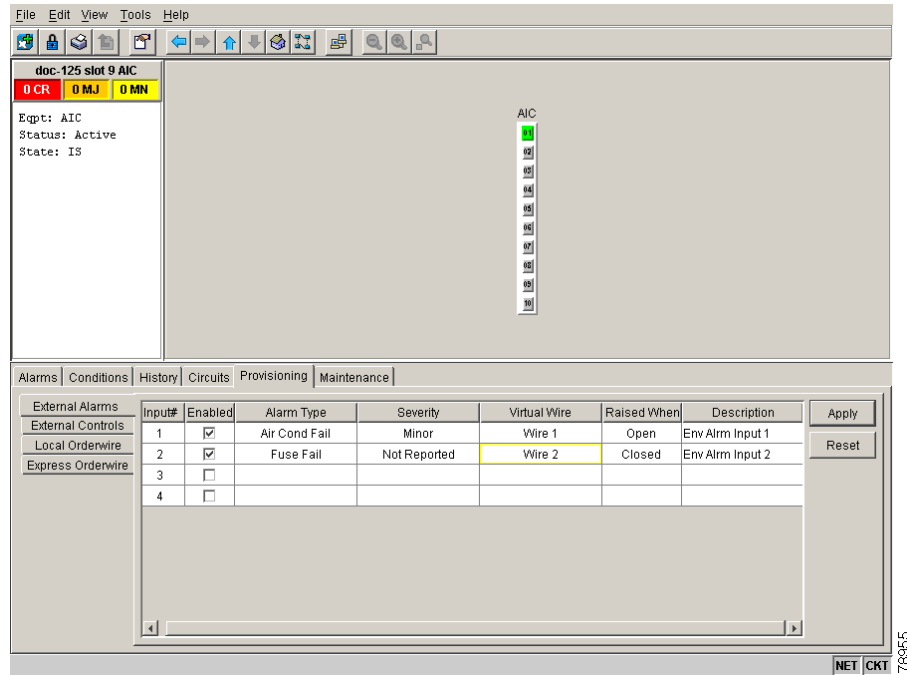 File Edit View Tools Help
doc-125 slot 9 AIC
0 CR 0 MJ 0 MN
Eqpt: AIC
Status: Active
State: IS
AIC
01
02
03
04
05
06
07
08
09
10
Alarms Conditions History Circuits Provisioning Maintenance
External Alarms
External Controls
Local Orderwire
Express Orderwire
Input# Enabled Alarm Type Severity Virtual Wire Raised When Description
1 Air Cond Fail Minor Wire 1 Open Env Alrm Input 1
2 Fuse Fail Not Reported Wire 2 Closed Env Alrm Input 2
3
4
Apply
Reset
NET CKT
78955